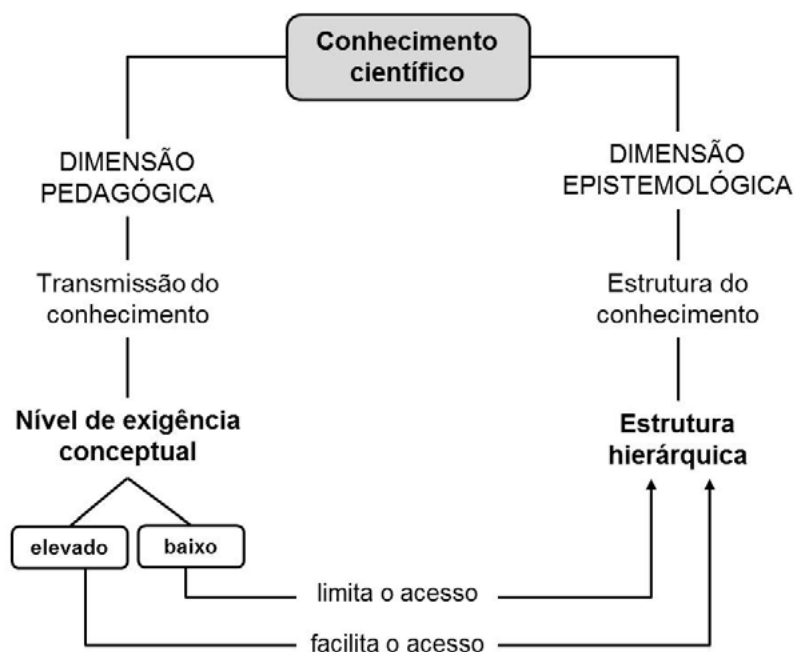 Conhecimento
científico
DIMENSÃO
PEDAGÓGICA
Transmissão do
conhecimento
Nível de exigência
conceptual
elevado
baixo
DIMENSÃO
EPISTEMOLÓGICA
Estrutura do
conhecimento
Estrutura
hierárquica
limita o acesso
facilita o acesso